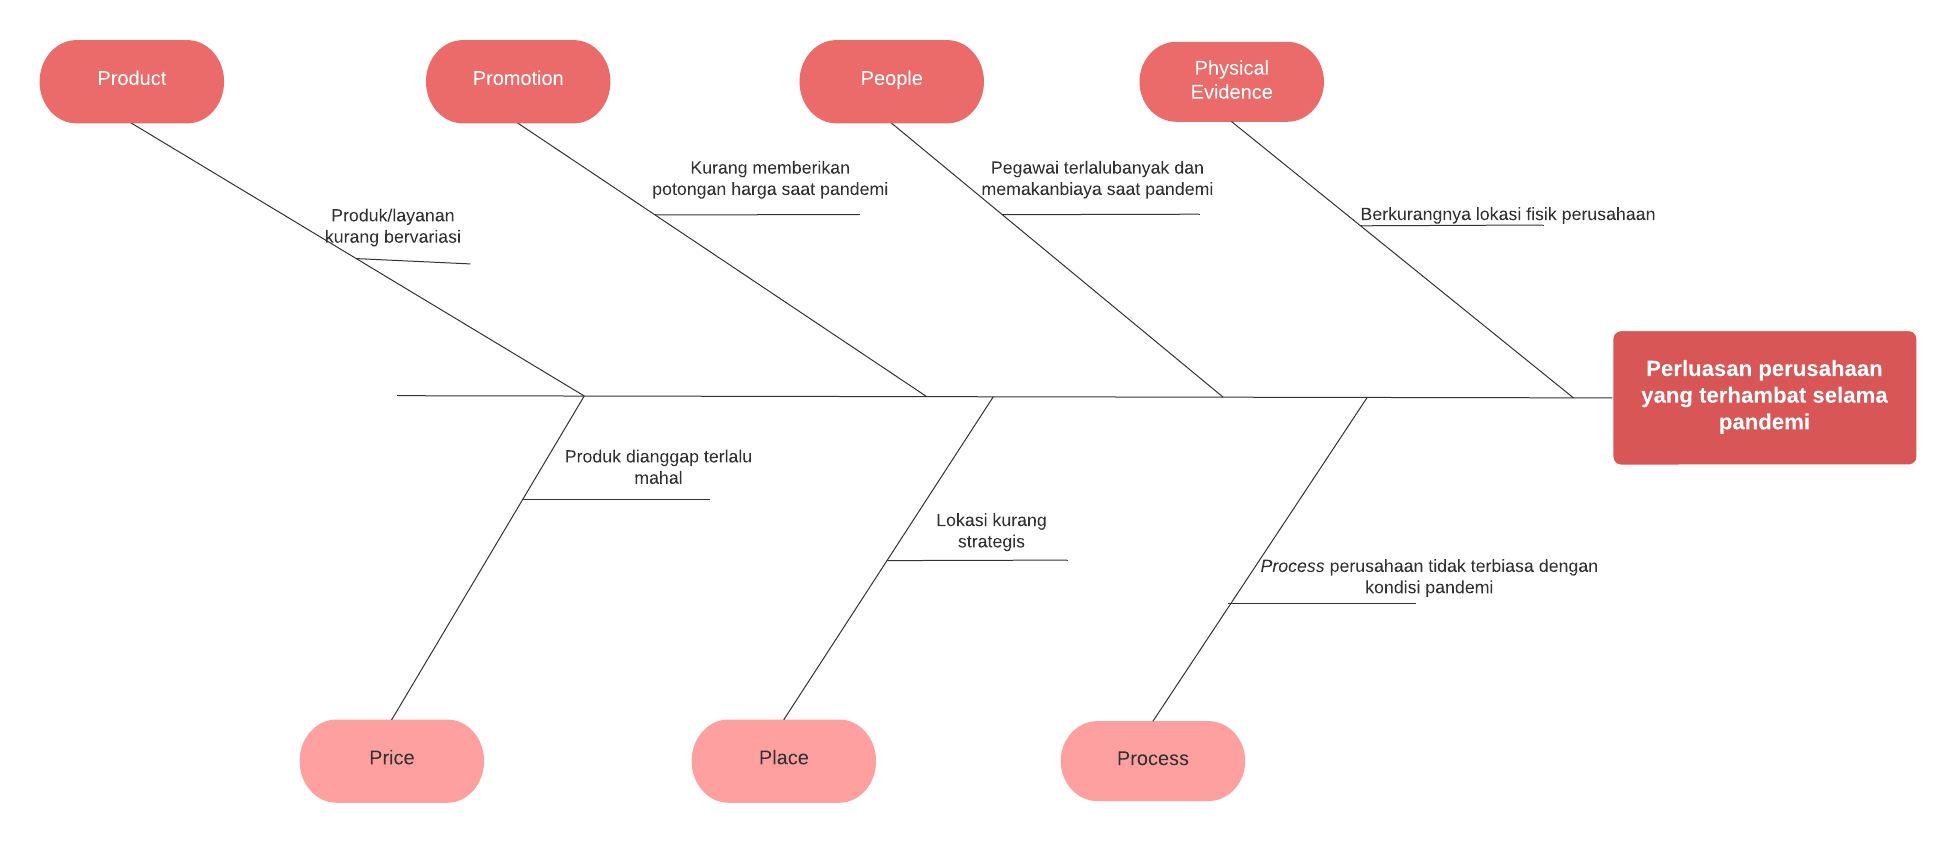 Product
Promotion
People
Physical
Evidence
Kurang memberikan
potongan harga saat pandemi
Pegawai terlalubanyak dan
memakanbiaya saat pandemi
Produk/layanan
kurang bervariasi
Berkurangnya lokasi fisik perusahaan
Perluasan perusahaan
yang terhambat selama
pandemi
Produk dianggap terlalu
mahal
Lokasi kurang
strategis
Process perusahaan tidak terbiasa dengan
kondisi pandemi
Price
Place
Process